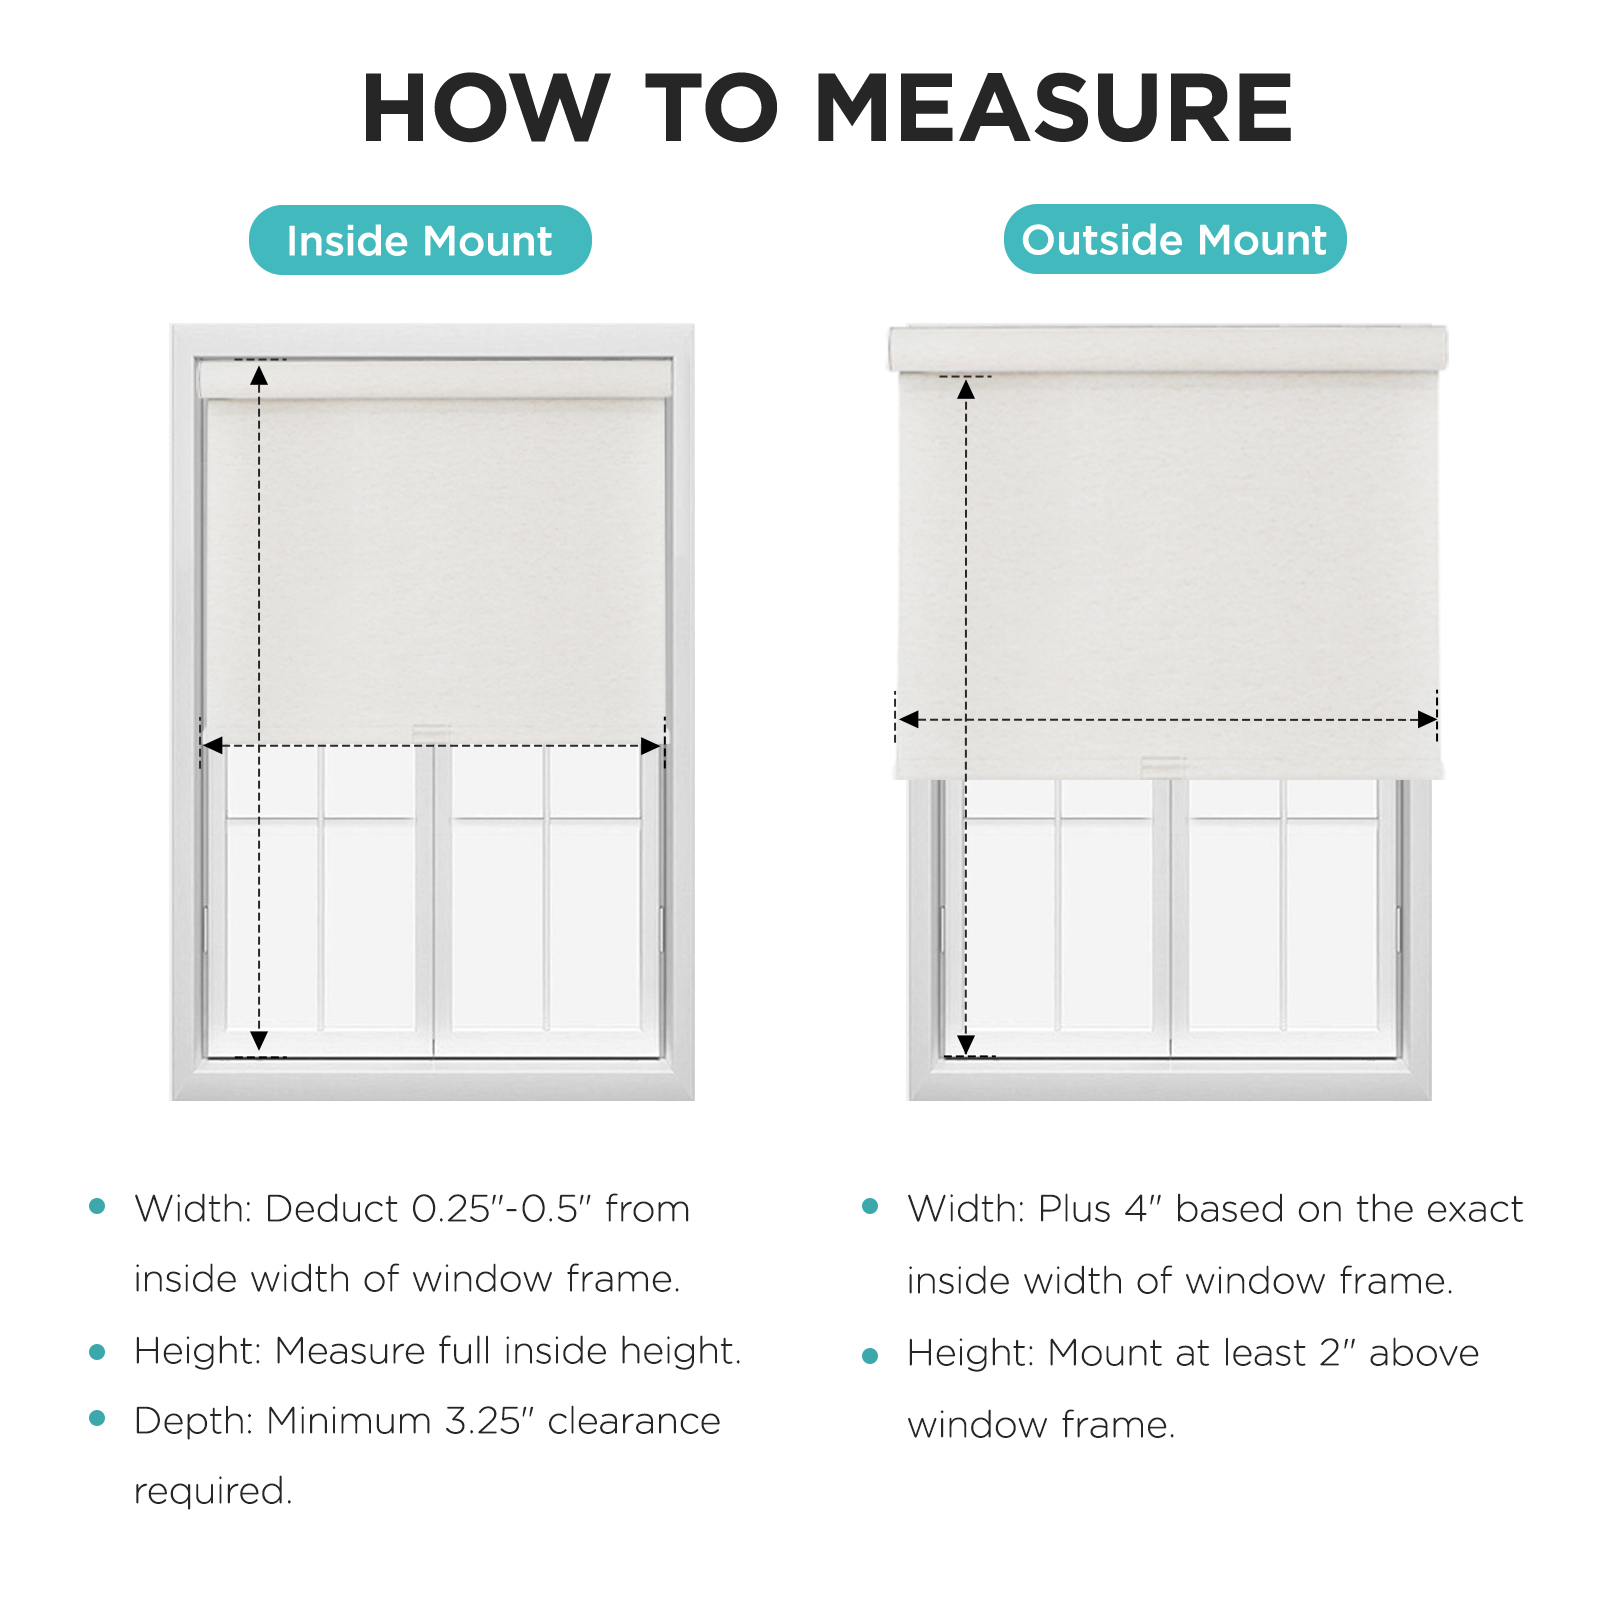 HOW TO MEASURE
Inside Mount
Outside Mount
Width: Deduct 0.25"-0.5" from
inside width of window frame.
Height: Measure full inside height.
Depth: Minimum 3.25" clearance
required.
Width: Plus 4" based on the exact
inside width of window frame.
Height: Mount at least 2" above
window frame.